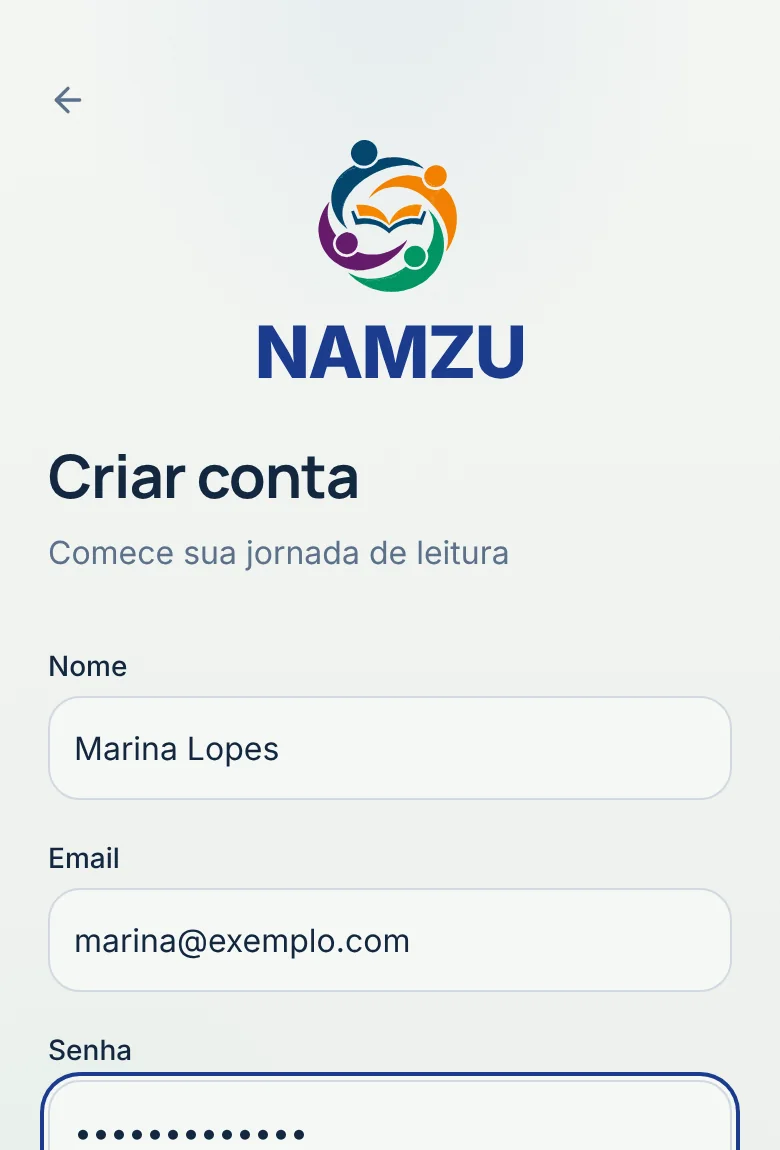 NAMZU
Criar conta
Comece sua jornada de leitura
Nome
Marina Lopes
Email
marina@exemplo.com
Senha
•••••••••••••